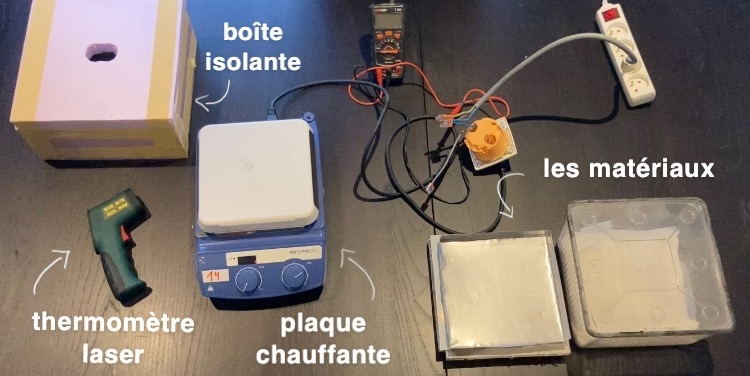 boîte
isolante
les matériaux
14
thermomètre
laser
plaque
chauffante